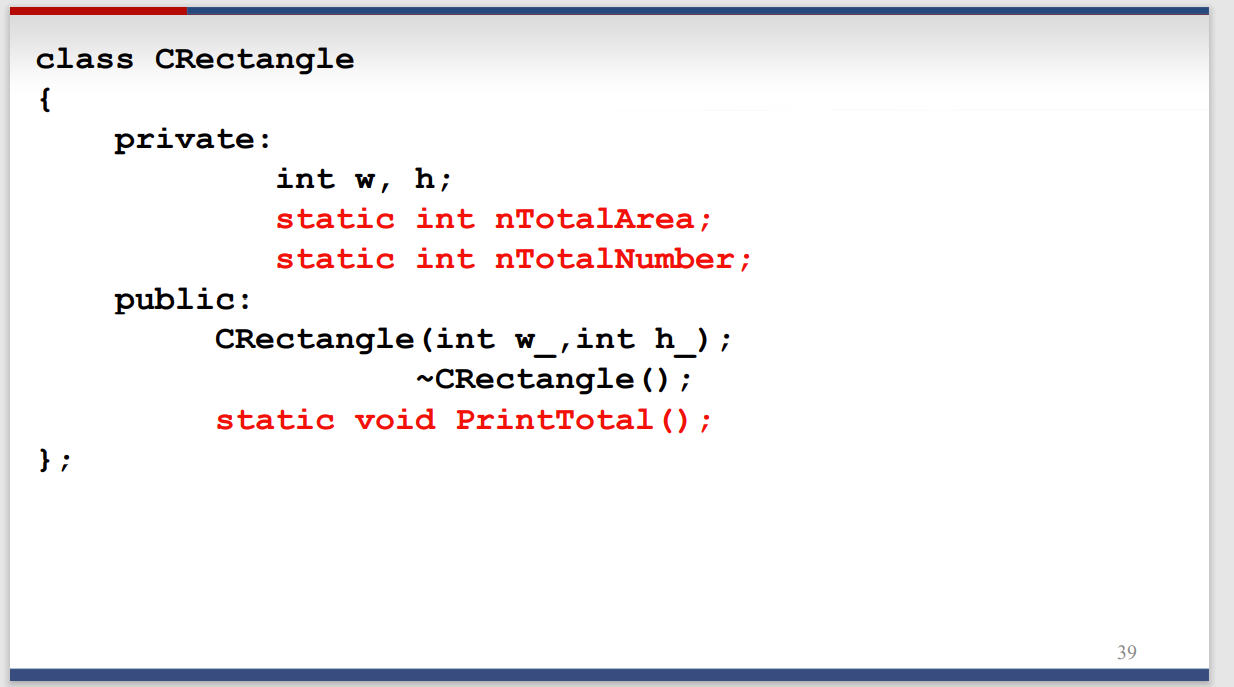 class CRectangle
{
private:
int w, h;
static int nTotalArea;
static int nTotalNumber;
public:
CRectangle(int w_,int h_);
~CRectangle();
static void PrintTotal();
};
39